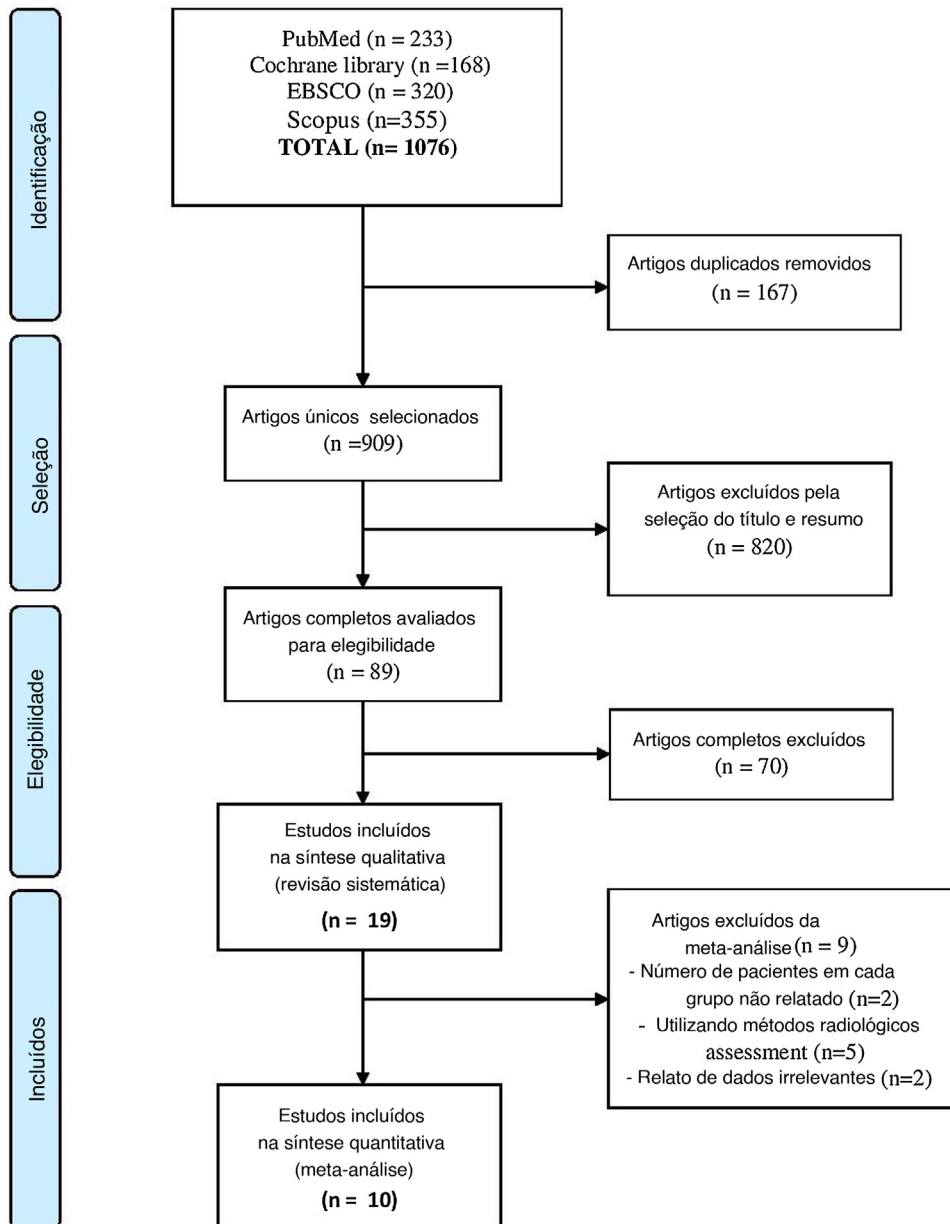 Identificação
PubMed (n = 233)
Cochrane library (n =168)
EBSCO (n = 320)
Scopus (n=355)
TOTAL (n= 1076)
Artigos duplicados removidos
(n = 167)
Seleção
Artigos únicos selecionados
(n =909)
Artigos excluídos pela
seleção do título e resumo
(n = 820)
Elegibilidade
Artigos completos avaliados
para elegibilidade
(n = 89)
Artigos completos excluídos
(n = 70)
Estudos incluídos
na síntese qualitativa
(revisão sistemática)
(n = 19)
Incluídos
Artigos excluídos da
meta-análise (n = 9)
- Número de pacientes em cada
grupo não relatado (n=2)
- Utilizando métodos radiológicos
assessment (n=5)
- Relato de dados irrelevantes (n=2)
Estudos incluídos
na síntese quantitativa
(meta-análise)
(n = 10)